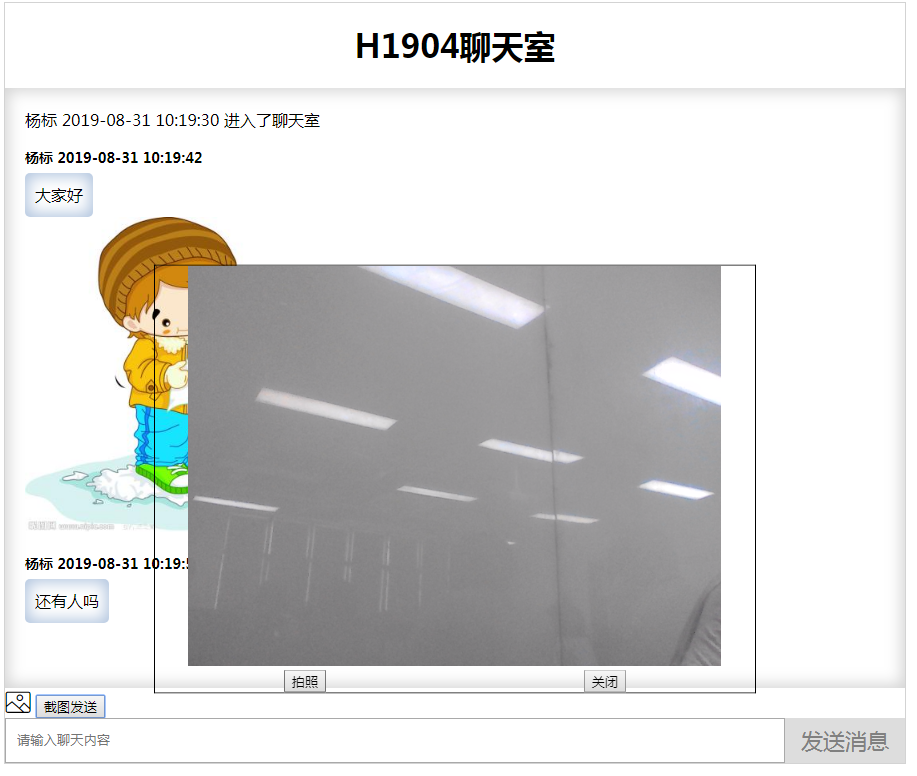 H1904聊天室
杨标 2019-08-31 10:19:30 进入了聊天室
杨标 2019-08-31 10:19:42
大家好
杨标 2019-08-31 10:19:
还有人吗
拍照
关闭
截图发送
请输入聊天内容
发送消息